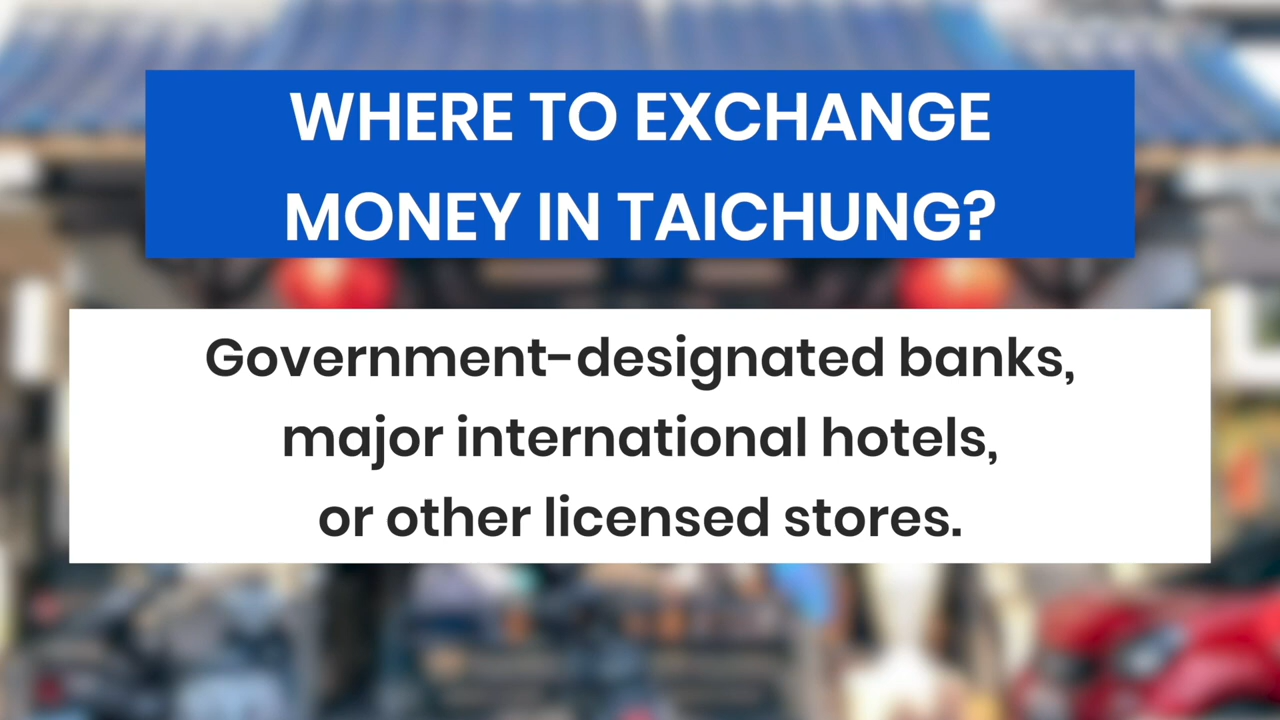 WHERE TO EXCHANGE
MONEY IN TAICHUNG?
Government-designated banks,
major international hotels,
or other licensed stores.